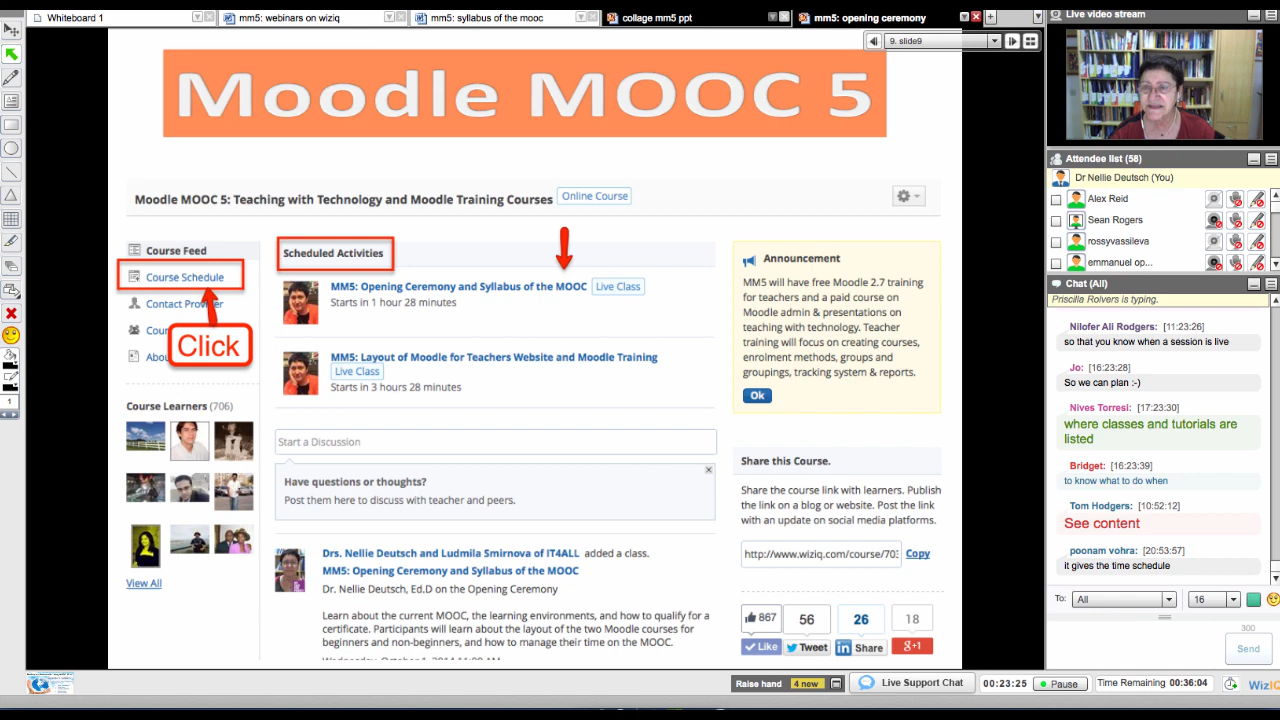 Whiteboard 1
mm5: webinars on wiziq
mm5: syllabus of the mooc
collage mm5 ppt
mm5: opening ceremony
9. slide9
Moodle MOOC 5
Moodle MOOC 5: Teaching with Technology and Moodle Training Courses
Online Course
Course Feed
Course Schedule
Contact Provider
Cour
Abou
Click
Course Learners (706)
View All
Scheduled Activities
MM5: Opening Ceremony and Syllabus of the MOOC
Live Class
Starts in 1 hour 28 minutes
MM5: Layout of Moodle for Teachers Website and Moodle Training
Live Class
Starts in 3 hours 28 minutes
Start a Discussion
Have questions or thoughts?
Post them here to discuss with teacher and peers.
Drs. Nellie Deutsch and Ludmila Smirnova of IT4ALL added a class.
MM5: Opening Ceremony and Syllabus of the MOOC
Dr. Nellie Deutsch, Ed.D on the Opening Ceremony
Learn about the current MOOC, the learning environments, and how to qualify for a
certificate. Participants will learn about the layout of the two Moodle courses for
beginners and non-beginners, and how to manage their time on the MOOC.
Wednesday, October 1, 2014 11:00 AM
Announcement
MM5 will have free Moodle 2.7 training
for teachers and a paid course on
Moodle admin & presentations on
teaching with technology. Teacher
training will focus on creating courses,
enrolment methods, groups and
groupings, tracking system & reports.
Ok
Share this Course.
Share the course link with learners. Publish
the link on a blog or website. Post the link
with an update on social media platforms.
http://www.wiziq.com/course/703
Copy
867
56
26
18
Like
Tweet
in Share
g+1
Live video stream
Attendee list (58)
Dr Nellie Deutsch (You)
Alex Reid
Sean Rogers
rossyvassileva
emmanuel op...
Chat (All)
Priscilla Rolvers is typing.
Nilofer Ali Rodgers: [11:23:26]
so that you know when a session is live
Jo: [16:23:28]
So we can plan :-)
Nives Torresi: [17:23:30]
where classes and tutorials are
listed
Bridget: [16:23:39]
to know what to do when
Tom Hodgers: [10:52:12]
See content
poonam vohra: [20:53:57]
it gives the time schedule
To: All
16
300
Send
1
Raise hand
4 new
Live Support Chat
00:23:25
Pause
Time Remaining 00:36:04
WizIQ